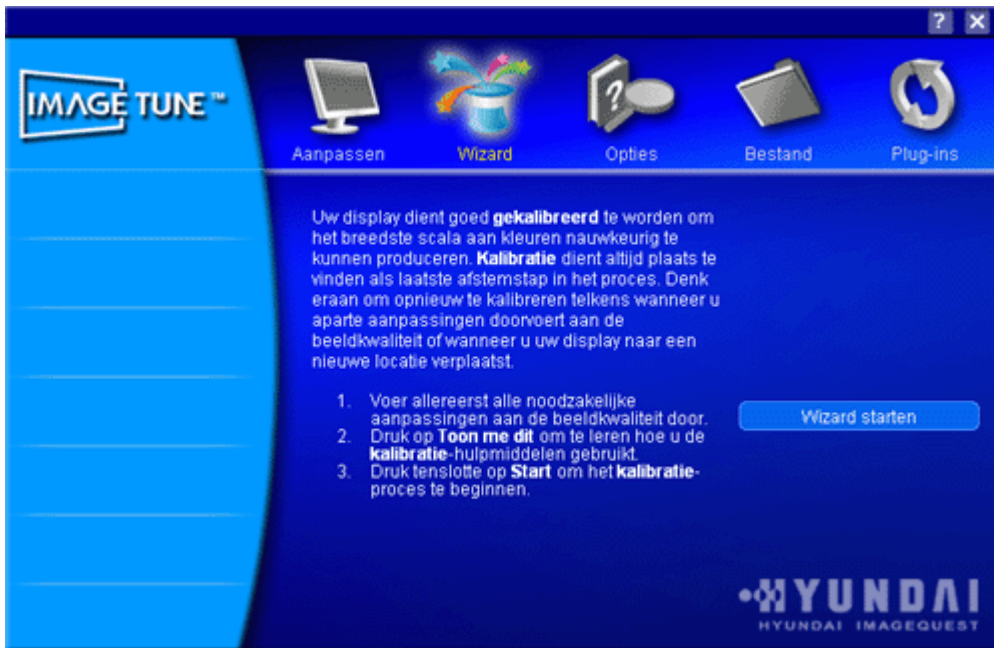 ? X
IMAGE TUNE™
Aanpassen Wizard Opties Bestand Plug-ins
Uw display dient goed gekalibreerd te worden om
het breedste scala aan kleuren nauwkeurig te
kunnen produceren. Kalibratie dient altijd plaats te
vinden als laatste afstemstap in het proces. Denk
eraan om opnieuw te kalibreren telkens wanneer u
aparte aanpassingen doorvoert aan de
beeldkwaliteit of wanneer u uw display naar een
nieuwe locatie verplaatst.
1. Voer allereerst alle noodzakelijke
aanpassingen aan de beeldkwaliteit door.
2. Druk op Toon me dit om te leren hoe u de
kalibratie-hulpmiddelen gebruikt.
3. Druk tenslotte op Start om het kalibratie-
proces te beginnen.
Wizard starten
HYUNDAI
HYUNDAI IMAGEQUEST